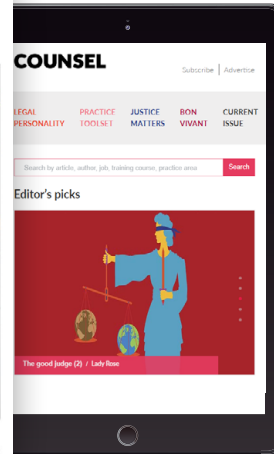 COUNSEL
Subscribe | Advertise
LEGAL PERSONALITY
PRACTICE TOOLSET
JUSTICE MATTERS
BON VIVANT
CURRENT ISSUE
Search by article, author, job, training course, practice area
Search
Editor's picks
The good judge (2) / Lady Rose